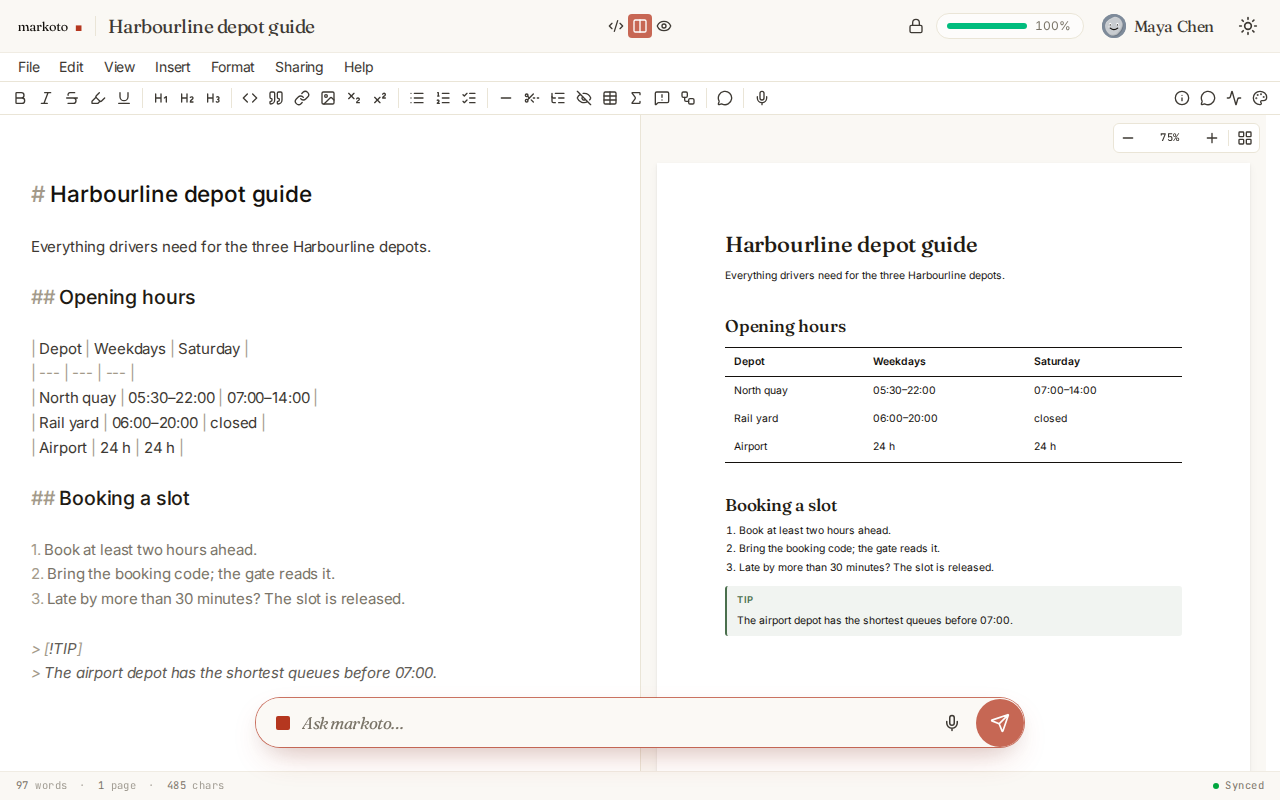 markoto
Harbourline depot guide
100%
Maya Chen
File Edit View Insert Format Sharing Help
H1 H2 H3
75%
# Harbourline depot guide
Everything drivers need for the three Harbourline depots.
## Opening hours
| Depot | Weekdays | Saturday |
| --- | --- | --- |
| North quay | 05:30–22:00 | 07:00–14:00 |
| Rail yard | 06:00–20:00 | closed |
| Airport | 24 h | 24 h |
## Booking a slot
1. Book at least two hours ahead.
2. Bring the booking code; the gate reads it.
3. Late by more than 30 minutes? The slot is released.
> [!TIP]
> The airport depot has the shortest queues before 07:00.
Harbourline depot guide
Everything drivers need for the three Harbourline depots.
Opening hours
Depot Weekdays Saturday
North quay 05:30–22:00 07:00–14:00
Rail yard 06:00–20:00 closed
Airport 24 h 24 h
Booking a slot
1. Book at least two hours ahead.
2. Bring the booking code; the gate reads it.
3. Late by more than 30 minutes? The slot is released.
TIP
The airport depot has the shortest queues before 07:00.
Ask markoto...
97 words · 1 page · 485 chars
Synced